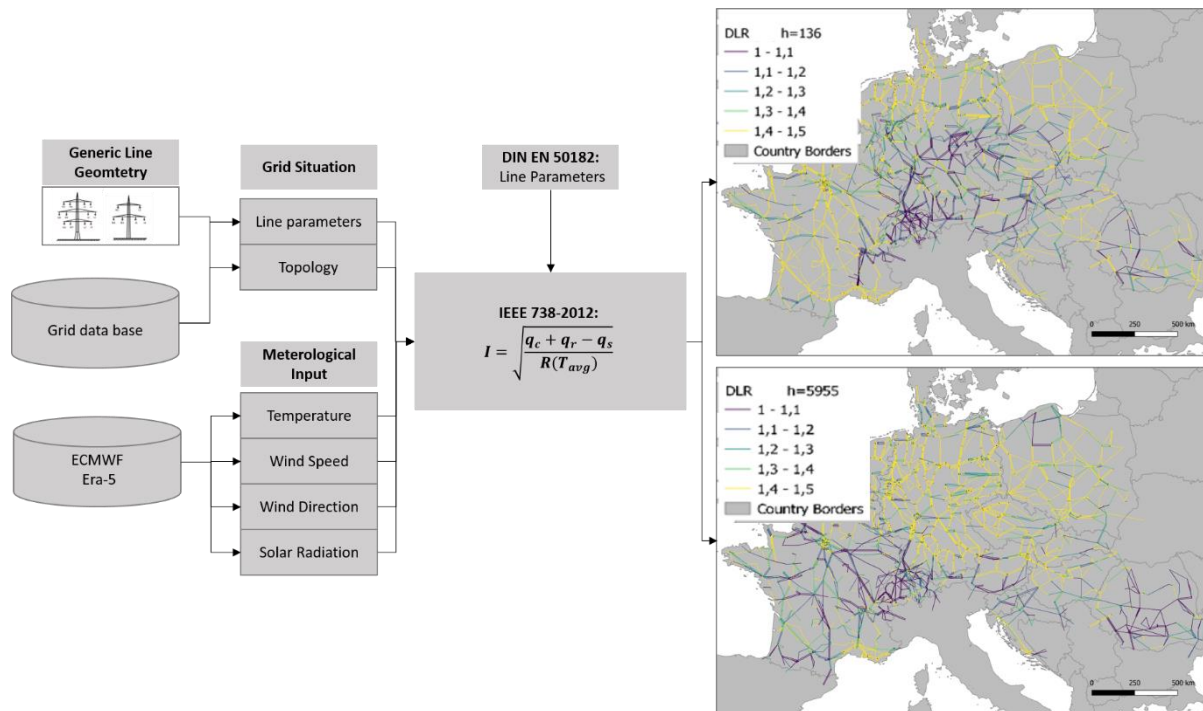 Generic Line
Geomtetry
Grid data base
ECMWF
Era-5
Grid Situation
Line parameters
Topology
Meterological
Input
Temperature
Wind Speed
Wind Direction
Solar Radiation
DIN EN 50182:
Line Parameters
IEEE 738-2012:
I = √((q_c + q_r − q_s) / R(T_avg))
DLR h=136
1 - 1,1
1,1 - 1,2
1,2 - 1,3
1,3 - 1,4
1,4 - 1,5
Country Borders
0 250 500 km
DLR h=5955
1 - 1,1
1,1 - 1,2
1,2 - 1,3
1,3 - 1,4
1,4 - 1,5
Country Borders
0 250 500 km